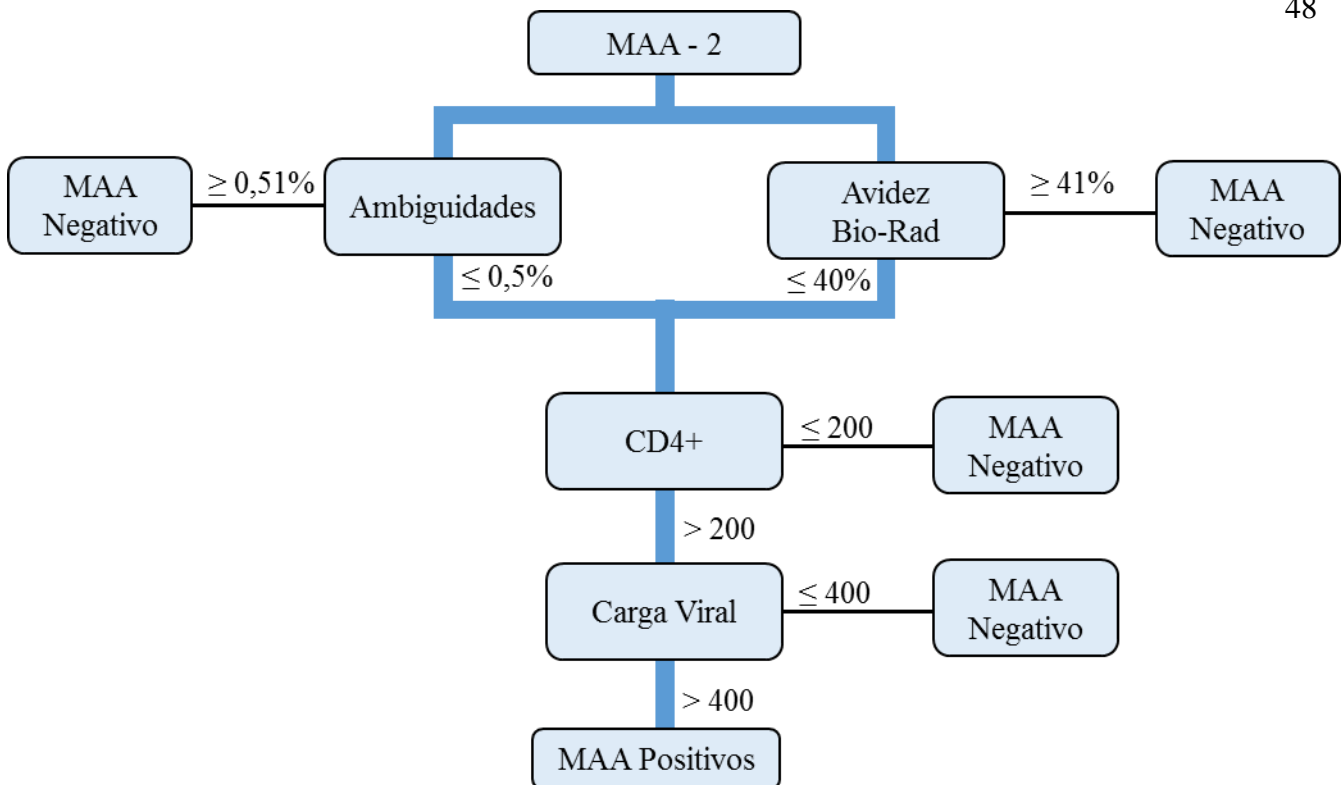 48
MAA - 2
MAA
Negativo
≥ 0,51%
Ambiguidades
Avidez
Bio-Rad
≥ 41%
MAA
Negativo
≤ 0,5%
≤ 40%
CD4+
≤ 200
MAA
Negativo
> 200
Carga Viral
≤ 400
MAA
Negativo
> 400
MAA Positivos